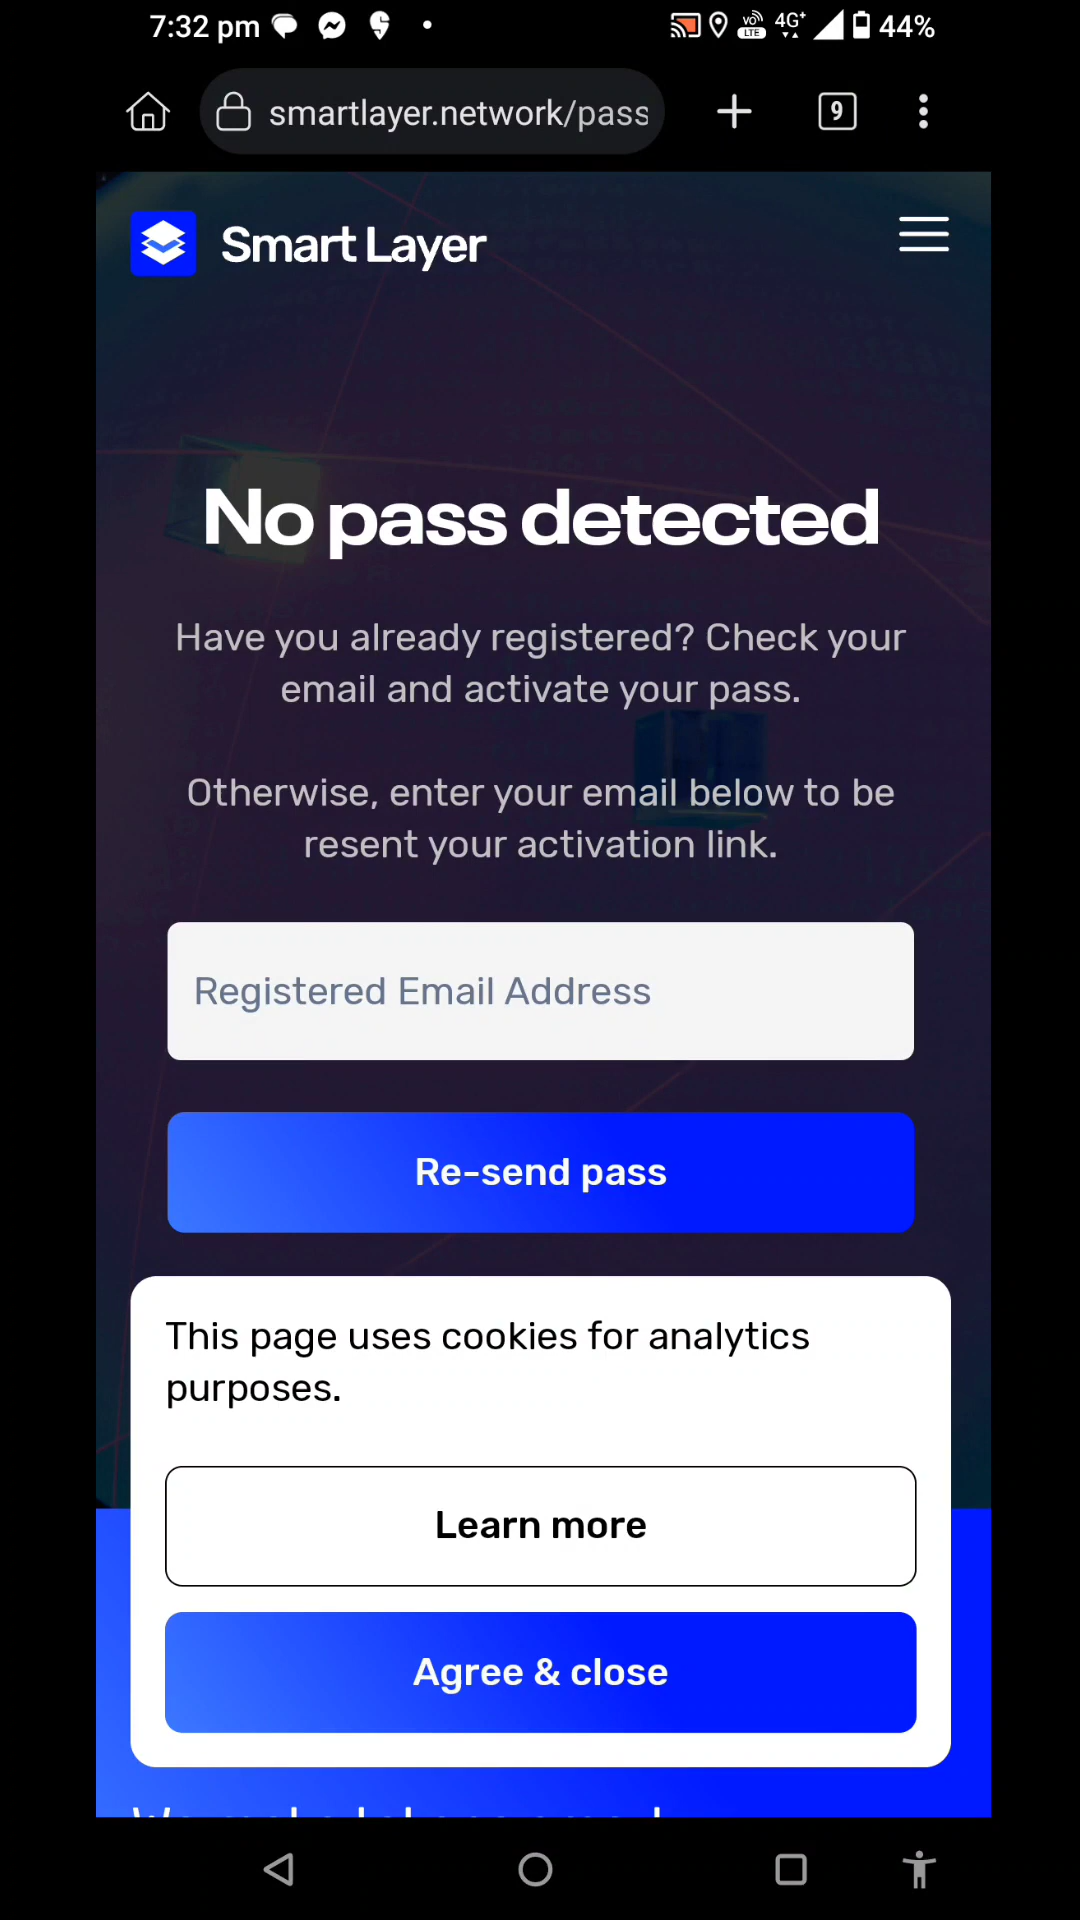 7:32 pm
VO LTE 4G+ 44%
smartlayer.network/pass
9
Smart Layer
No pass detected
Have you already registered? Check your
email and activate your pass.
Otherwise, enter your email below to be
resent your activation link.
Registered Email Address
Re-send pass
This page uses cookies for analytics
purposes.
Learn more
Agree & close